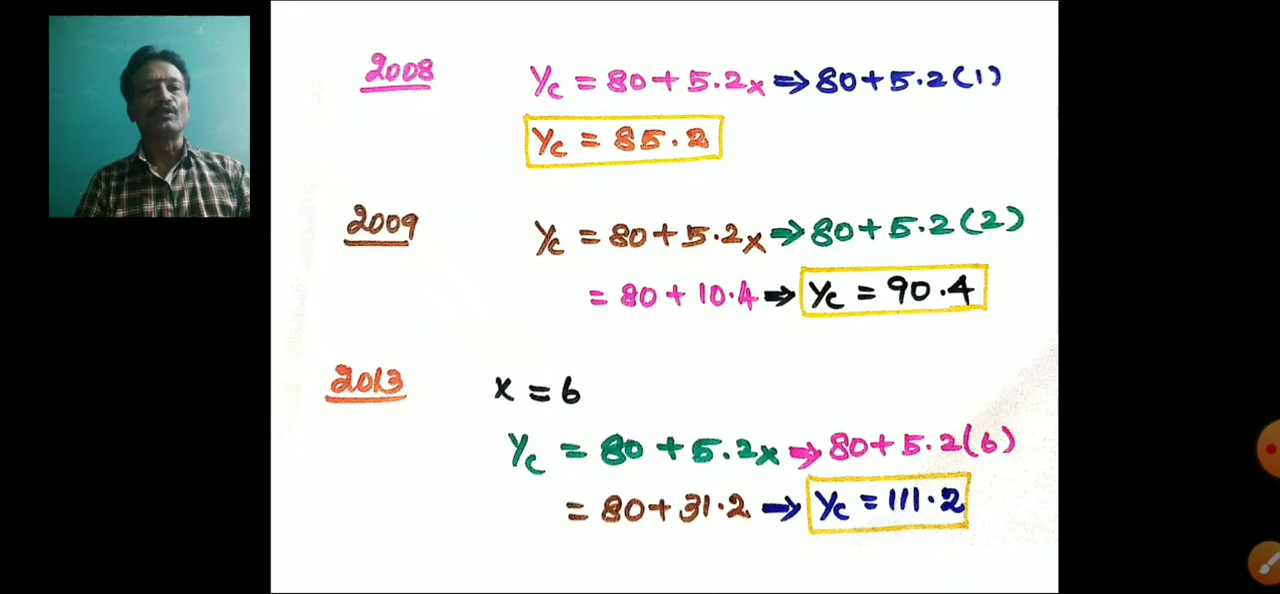 2008 Yc = 80 + 5.2x ⇒ 80 + 5.2(1)
Yc = 85.2
2009 Yc = 80 + 5.2x ⇒ 80 + 5.2(2)
= 80 + 10.4 ⇒ Yc = 90.4
2013 x = 6
Yc = 80 + 5.2x ⇒ 80 + 5.2(6)
= 80 + 31.2 ⇒ Yc = 111.2